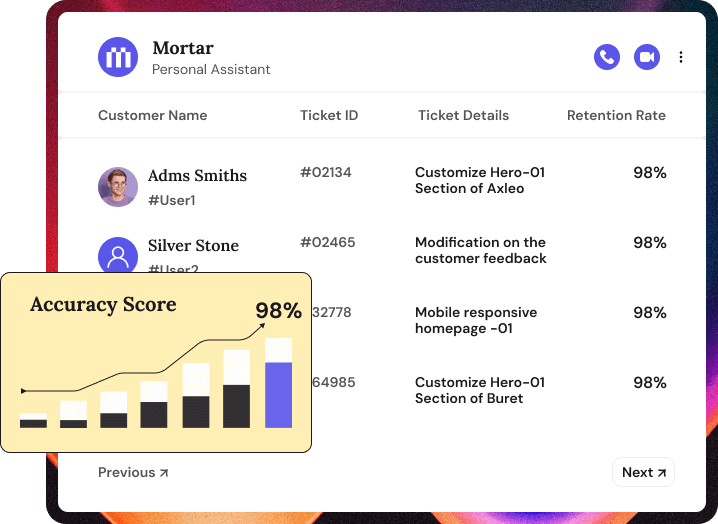 Mortar
Personal Assistant
Customer Name Ticket ID Ticket Details Retention Rate
Adms Smiths
#User1
#02134
Customize Hero-01
Section of Axleo
98%
Silver Stone
#User2
#02465
Modification on the
customer feedback
98%
32778
Mobile responsive
homepage -01
98%
64985
Customize Hero-01
Section of Buret
98%
Accuracy Score
98%
Previous
Next